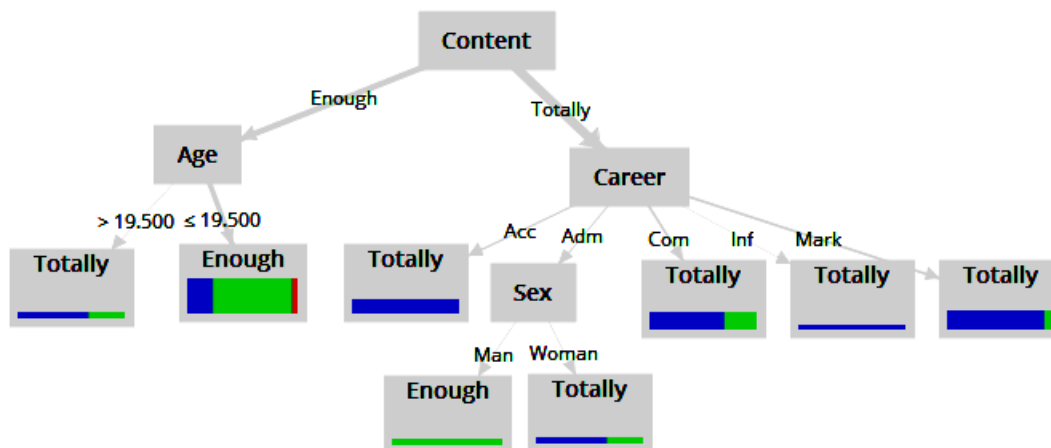 Content
Enough
Totally
Age
Career
> 19.500 ≤ 19.500
Acc
Adm
Com
Inf
Mark
Totally
Enough
Totally
Sex
Totally
Totally
Totally
Man
Woman
Enough
Totally